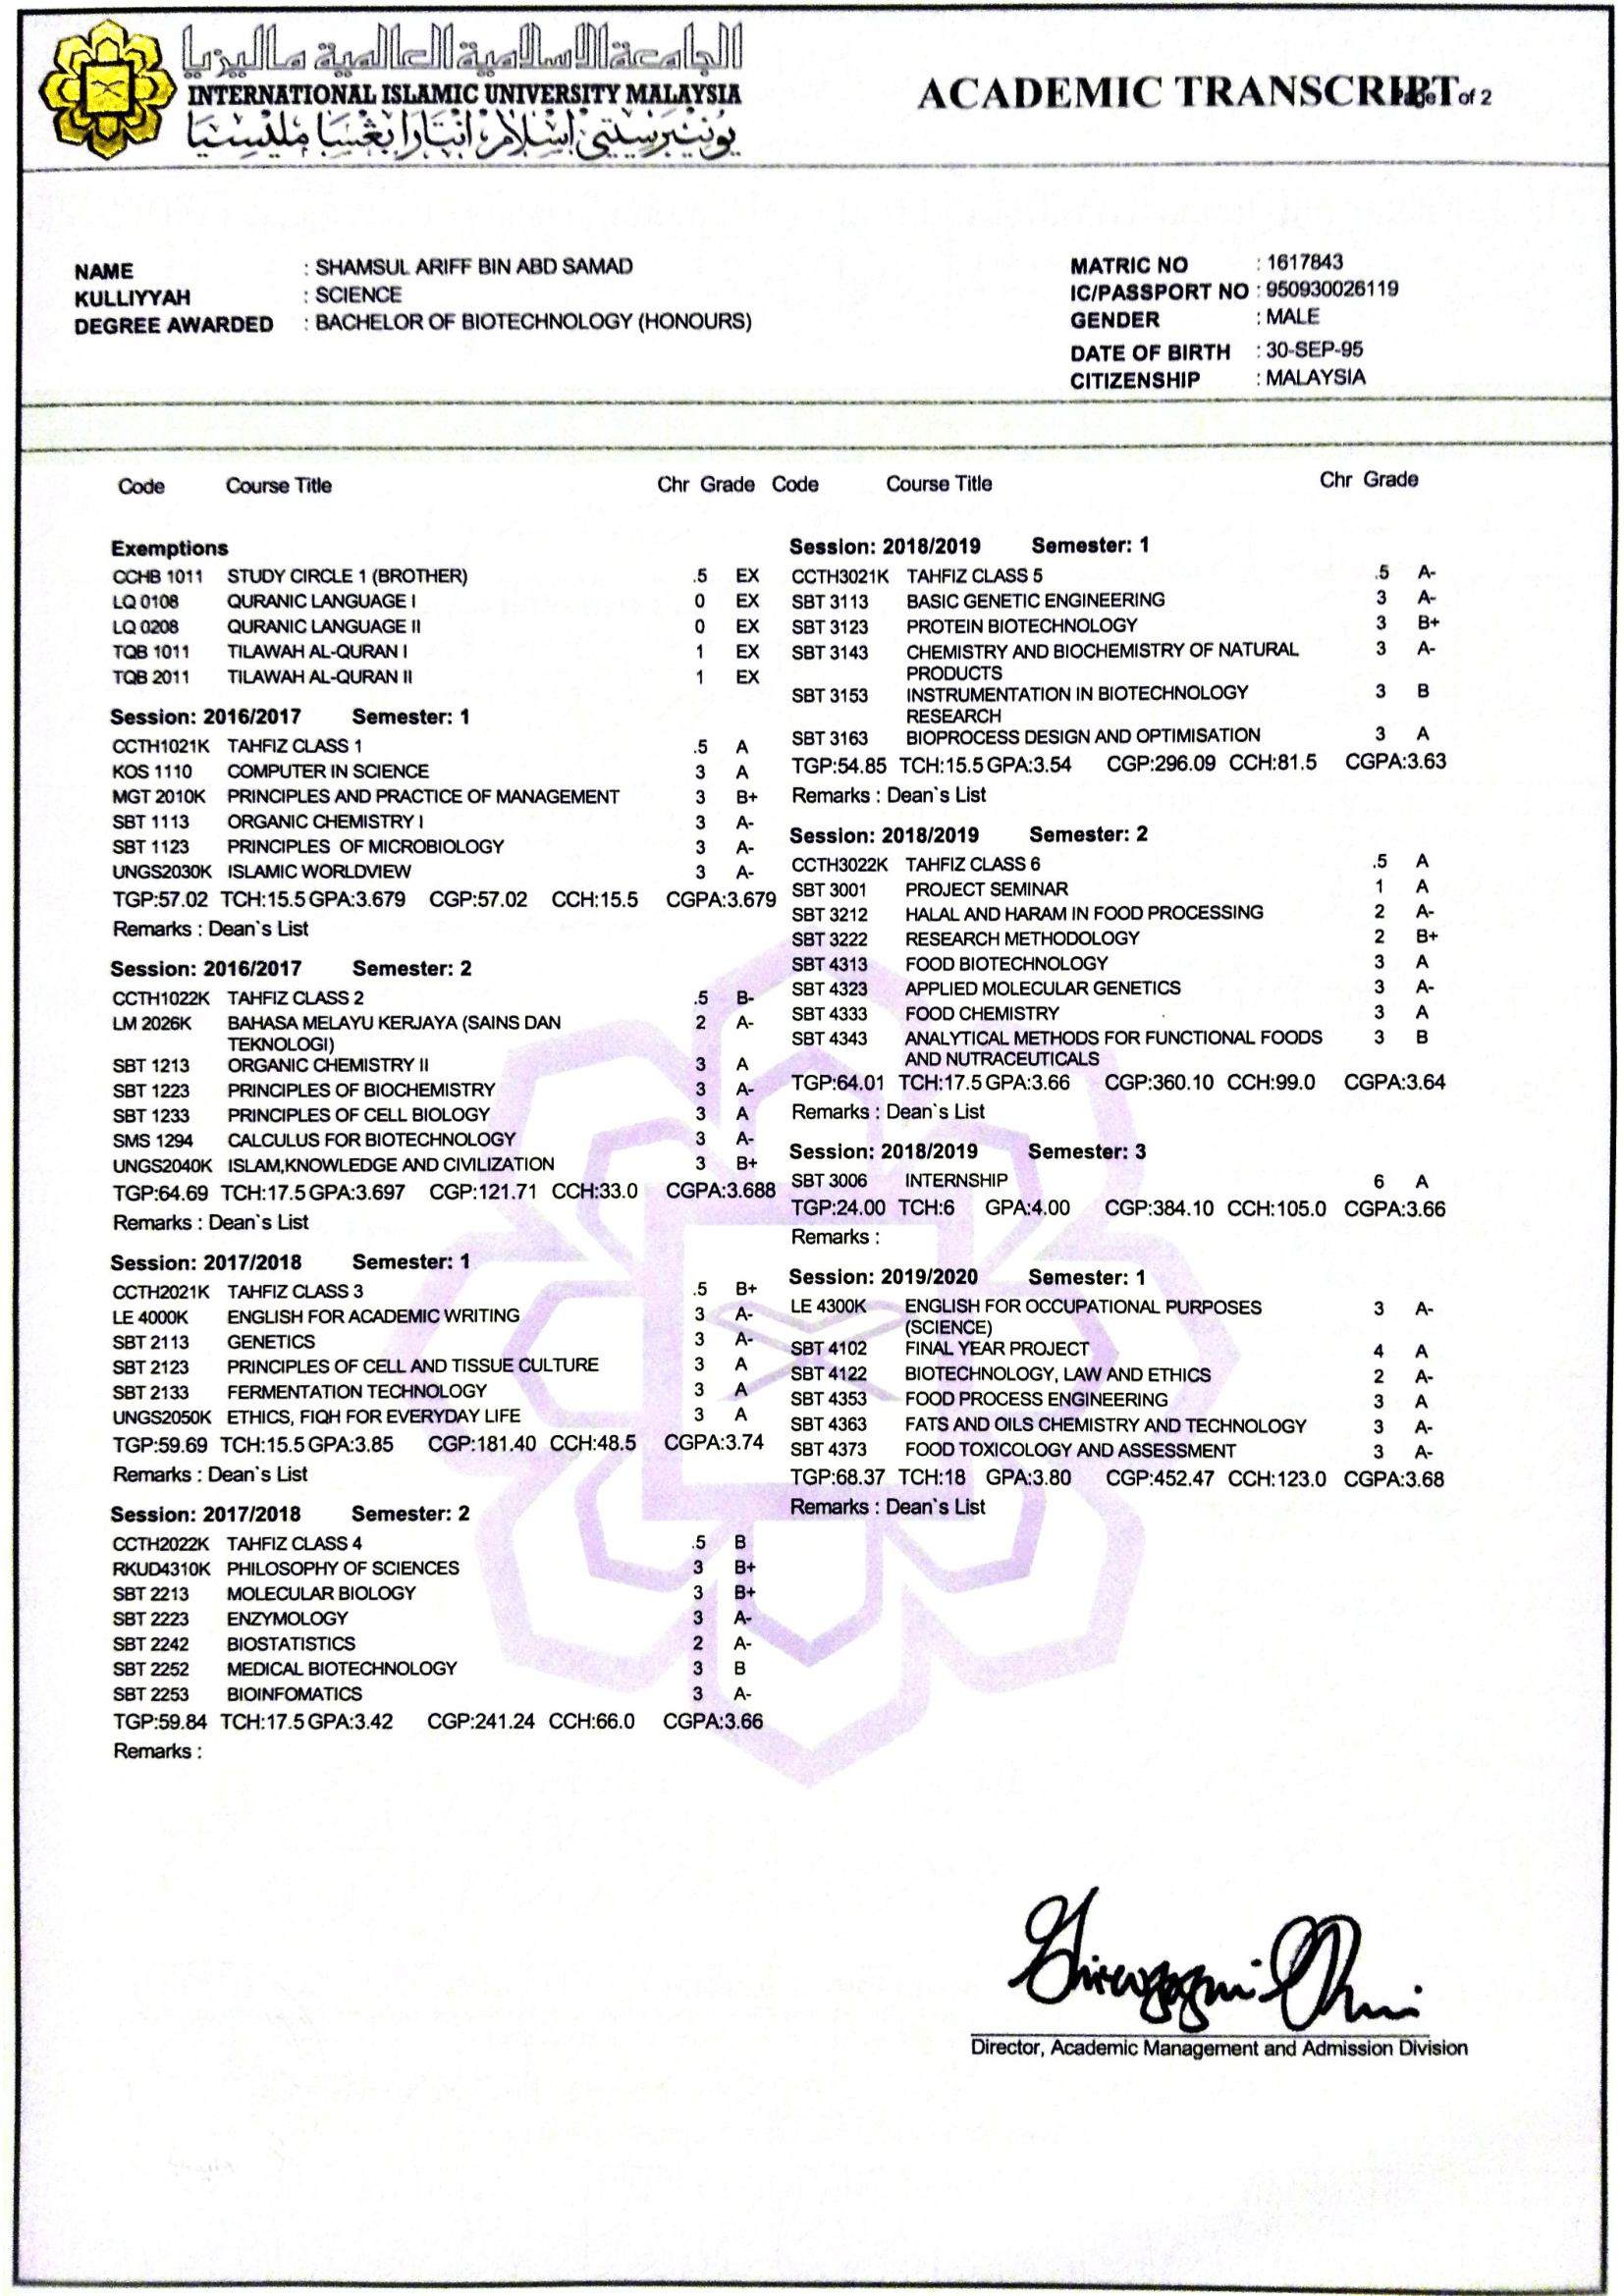 الجامعة الإسلامية العالمية ماليزيا
INTERNATIONAL ISLAMIC UNIVERSITY MALAYSIA
يونيۏرسيتي اسلام انتارابڠسا مليسيا
ACADEMIC TRANSCRIPT
of 2
NAME : SHAMSUL ARIFF BIN ABD SAMAD
KULLIYYAH : SCIENCE
DEGREE AWARDED : BACHELOR OF BIOTECHNOLOGY (HONOURS)
MATRIC NO : 1617843
IC/PASSPORT NO : 950930026119
GENDER : MALE
DATE OF BIRTH : 30-SEP-95
CITIZENSHIP : MALAYSIA
Code Course Title Chr Grade
Exemptions
CCHB 1011 STUDY CIRCLE 1 (BROTHER) .5 EX
LQ 0108 QURANIC LANGUAGE I 0 EX
LQ 0208 QURANIC LANGUAGE II 0 EX
TQB 1011 TILAWAH AL-QURAN I 1 EX
TQB 2011 TILAWAH AL-QURAN II 1 EX
Session: 2016/2017 Semester: 1
CCTH1021K TAHFIZ CLASS 1 .5 A
KOS 1110 COMPUTER IN SCIENCE 3 A
MGT 2010K PRINCIPLES AND PRACTICE OF MANAGEMENT 3 B+
SBT 1113 ORGANIC CHEMISTRY I 3 A-
SBT 1123 PRINCIPLES OF MICROBIOLOGY 3 A-
UNGS2030K ISLAMIC WORLDVIEW 3 A-
TGP:57.02 TCH:15.5 GPA:3.679 CGP:57.02 CCH:15.5 CGPA:3.679
Remarks : Dean`s List
Session: 2016/2017 Semester: 2
CCTH1022K TAHFIZ CLASS 2 .5 B-
LM 2026K BAHASA MELAYU KERJAYA (SAINS DAN 2 A-
TEKNOLOGI)
SBT 1213 ORGANIC CHEMISTRY II 3 A
SBT 1223 PRINCIPLES OF BIOCHEMISTRY 3 A-
SBT 1233 PRINCIPLES OF CELL BIOLOGY 3 A
SMS 1294 CALCULUS FOR BIOTECHNOLOGY 3 A-
UNGS2040K ISLAM,KNOWLEDGE AND CIVILIZATION 3 B+
TGP:64.69 TCH:17.5 GPA:3.697 CGP:121.71 CCH:33.0 CGPA:3.688
Remarks : Dean`s List
Session: 2017/2018 Semester: 1
CCTH2021K TAHFIZ CLASS 3 .5 B+
LE 4000K ENGLISH FOR ACADEMIC WRITING 3 A-
SBT 2113 GENETICS 3 A-
SBT 2123 PRINCIPLES OF CELL AND TISSUE CULTURE 3 A
SBT 2133 FERMENTATION TECHNOLOGY 3 A
UNGS2050K ETHICS, FIQH FOR EVERYDAY LIFE 3 A
TGP:59.69 TCH:15.5 GPA:3.85 CGP:181.40 CCH:48.5 CGPA:3.74
Remarks : Dean`s List
Session: 2017/2018 Semester: 2
CCTH2022K TAHFIZ CLASS 4 .5 B
RKUD4310K PHILOSOPHY OF SCIENCES 3 B+
SBT 2213 MOLECULAR BIOLOGY 3 B+
SBT 2223 ENZYMOLOGY 3 A-
SBT 2242 BIOSTATISTICS 2 A-
SBT 2252 MEDICAL BIOTECHNOLOGY 3 B
SBT 2253 BIOINFOMATICS 3 A-
TGP:59.84 TCH:17.5 GPA:3.42 CGP:241.24 CCH:66.0 CGPA:3.66
Remarks :
Code Course Title Chr Grade
Session: 2018/2019 Semester: 1
CCTH3021K TAHFIZ CLASS 5 .5 A-
SBT 3113 BASIC GENETIC ENGINEERING 3 A-
SBT 3123 PROTEIN BIOTECHNOLOGY 3 B+
SBT 3143 CHEMISTRY AND BIOCHEMISTRY OF NATURAL 3 A-
PRODUCTS
SBT 3153 INSTRUMENTATION IN BIOTECHNOLOGY 3 B
RESEARCH
SBT 3163 BIOPROCESS DESIGN AND OPTIMISATION 3 A
TGP:54.85 TCH:15.5 GPA:3.54 CGP:296.09 CCH:81.5 CGPA:3.63
Remarks : Dean`s List
Session: 2018/2019 Semester: 2
CCTH3022K TAHFIZ CLASS 6 .5 A
SBT 3001 PROJECT SEMINAR 1 A
SBT 3212 HALAL AND HARAM IN FOOD PROCESSING 2 A-
SBT 3222 RESEARCH METHODOLOGY 2 B+
SBT 4313 FOOD BIOTECHNOLOGY 3 A
SBT 4323 APPLIED MOLECULAR GENETICS 3 A-
SBT 4333 FOOD CHEMISTRY 3 A
SBT 4343 ANALYTICAL METHODS FOR FUNCTIONAL FOODS 3 B
AND NUTRACEUTICALS
TGP:64.01 TCH:17.5 GPA:3.66 CGP:360.10 CCH:99.0 CGPA:3.64
Remarks : Dean`s List
Session: 2018/2019 Semester: 3
SBT 3006 INTERNSHIP 6 A
TGP:24.00 TCH:6 GPA:4.00 CGP:384.10 CCH:105.0 CGPA:3.66
Remarks :
Session: 2019/2020 Semester: 1
LE 4300K ENGLISH FOR OCCUPATIONAL PURPOSES 3 A-
(SCIENCE)
SBT 4102 FINAL YEAR PROJECT 4 A
SBT 4122 BIOTECHNOLOGY, LAW AND ETHICS 2 A-
SBT 4353 FOOD PROCESS ENGINEERING 3 A
SBT 4363 FATS AND OILS CHEMISTRY AND TECHNOLOGY 3 A-
SBT 4373 FOOD TOXICOLOGY AND ASSESSMENT 3 A-
TGP:68.37 TCH:18 GPA:3.80 CGP:452.47 CCH:123.0 CGPA:3.68
Remarks : Dean`s List
Director, Academic Management and Admission Division